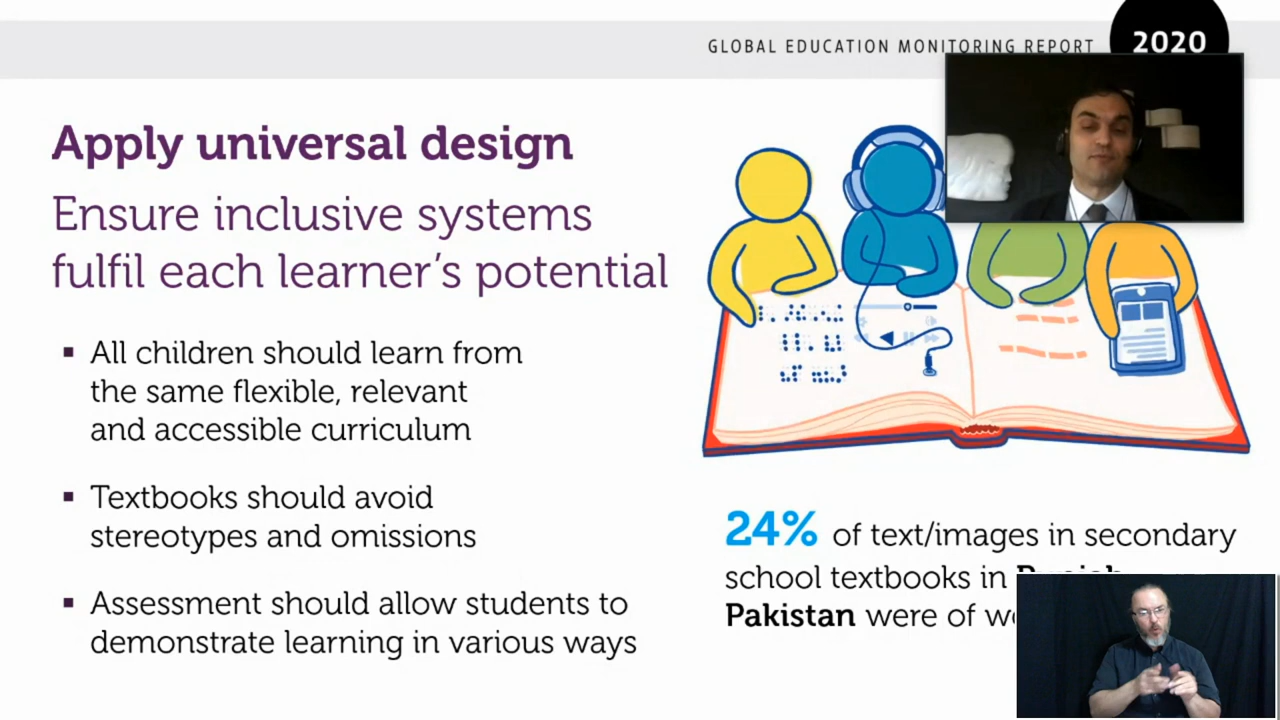 GLOBAL EDUCATION MONITORING REPORT
2020
Apply universal design
Ensure inclusive systems
fulfil each learner's potential
▪ All children should learn from
the same flexible, relevant
and accessible curriculum
▪ Textbooks should avoid
stereotypes and omissions
▪ Assessment should allow students to
demonstrate learning in various ways
24% of text/images in secondary
school textbooks in
Pakistan were of